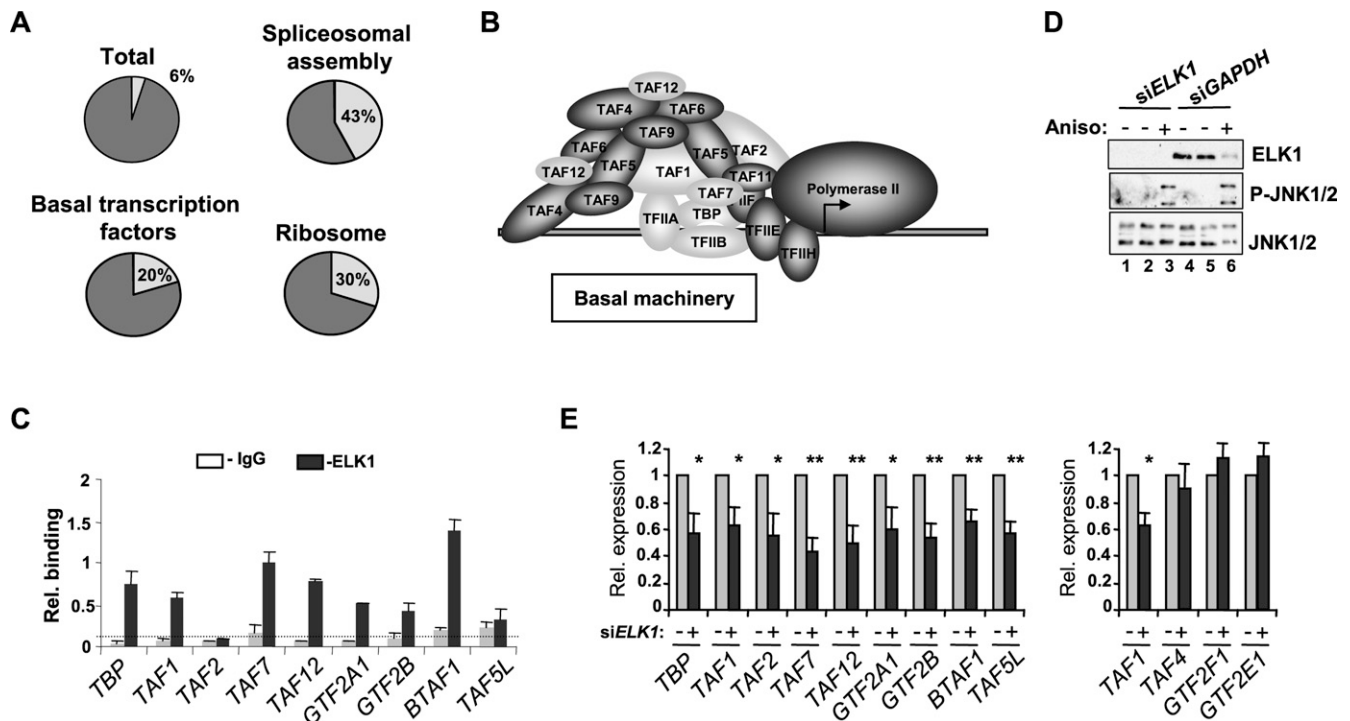 A
Total
6%
Spliceosomal
assembly
43%
Basal transcription
factors
20%
Ribosome
30%
B
TAF12
TAF4
TAF6
TAF9
TAF6
TAF5
TAF5
TAF2
TAF12
TAF1
TAF11
TAF4
TAF9
TAF7
IIF
Polymerase II
TFIIA
TBP
TFIIB
TFIIE
TFIIH
Basal machinery
D
siELK1
siGAPDH
Aniso: - - + - - +
ELK1
P-JNK1/2
JNK1/2
1 2 3 4 5 6
C
- IgG
-ELK1
Rel. binding
2
1.5
1
0.5
0
TBP
TAF1
TAF2
TAF7
TAF12
GTF2A1
GTF2B
BTAF1
TAF5L
E
Rel. expression
1.2
1
0.8
0.6
0.4
0.2
0
* * * ** ** * ** ** **
siELK1: - + - + - + - + - + - + - + - + - +
TBP
TAF1
TAF2
TAF7
TAF12
GTF2A1
GTF2B
BTAF1
TAF5L
Rel. expression
1.2
1
0.8
0.6
0.4
0.2
0
*
- + - + - + - +
TAF1
TAF4
GTF2F1
GTF2E1